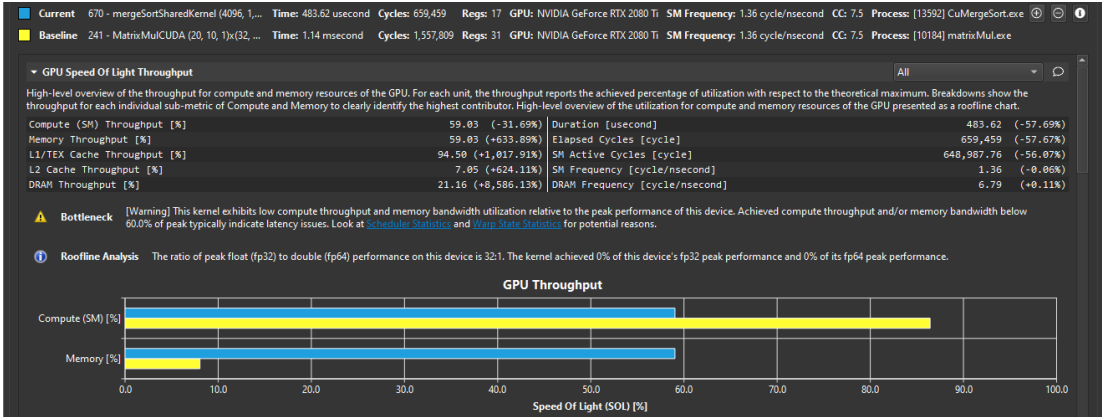 Current 670 - mergeSortSharedKernel (4096, 1,... Time: 483.62 usecond Cycles: 659,459 Regs: 17 GPU: NVIDIA GeForce RTX 2080 Ti SM Frequency: 1.36 cycle/nsecond CC: 7.5 Process: [13592] CuMergeSort.exe
Baseline 241 - MatrixMulCUDA (20, 10, 1)x(32, ... Time: 1.14 msecond Cycles: 1,557,809 Regs: 31 GPU: NVIDIA GeForce RTX 2080 Ti SM Frequency: 1.36 cycle/nsecond CC: 7.5 Process: [10184] matrixMul.exe
GPU Speed Of Light Throughput All
High-level overview of the throughput for compute and memory resources of the GPU. For each unit, the throughput reports the achieved percentage of utilization with respect to the theoretical maximum. Breakdowns show the
throughput for each individual sub-metric of Compute and Memory to clearly identify the highest contributor. High-level overview of the utilization for compute and memory resources of the GPU presented as a roofline chart.
Compute (SM) Throughput [%] 59.03 (-31.69%) Duration [usecond] 483.62 (-57.69%)
Memory Throughput [%] 59.03 (+633.89%) Elapsed Cycles [cycle] 659,459 (-57.67%)
L1/TEX Cache Throughput [%] 94.50 (+1,017.91%) SM Active Cycles [cycle] 648,987.76 (-56.07%)
L2 Cache Throughput [%] 7.05 (+624.11%) SM Frequency [cycle/nsecond] 1.36 (-0.06%)
DRAM Throughput [%] 21.16 (+8,586.13%) DRAM Frequency [cycle/nsecond] 6.79 (+0.11%)
Bottleneck [Warning] This kernel exhibits low compute throughput and memory bandwidth utilization relative to the peak performance of this device. Achieved compute throughput and/or memory bandwidth below
60.0% of peak typically indicate latency issues. Look at Scheduler Statistics and Warp State Statistics for potential reasons.
Roofline Analysis The ratio of peak float (fp32) to double (fp64) performance on this device is 32:1. The kernel achieved 0% of this device's fp32 peak performance and 0% of its fp64 peak performance.
GPU Throughput
Compute (SM) [%]
Memory [%]
0.0 10.0 20.0 30.0 40.0 50.0 60.0 70.0 80.0 90.0 100.0
Speed Of Light (SOL) [%]